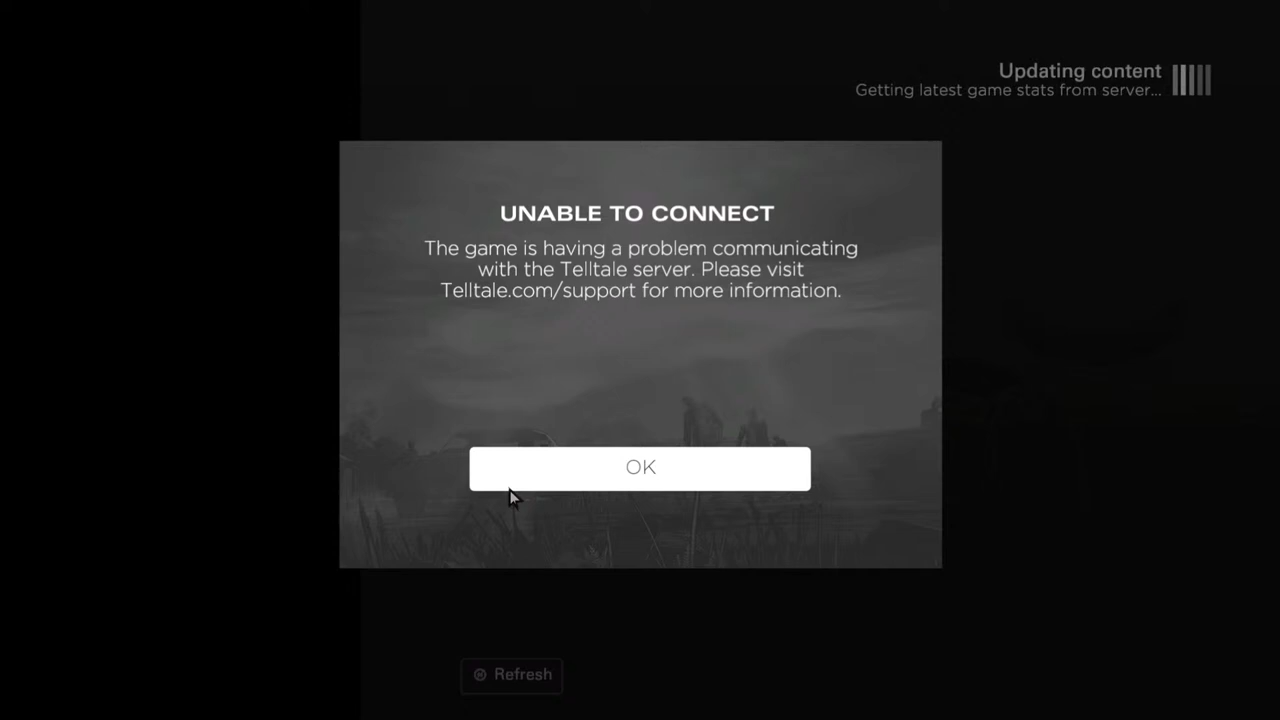 Updating content
Getting latest game stats from server...
UNABLE TO CONNECT
The game is having a problem communicating
with the Telltale server. Please visit
Telltale.com/support for more information.
OK
Refresh